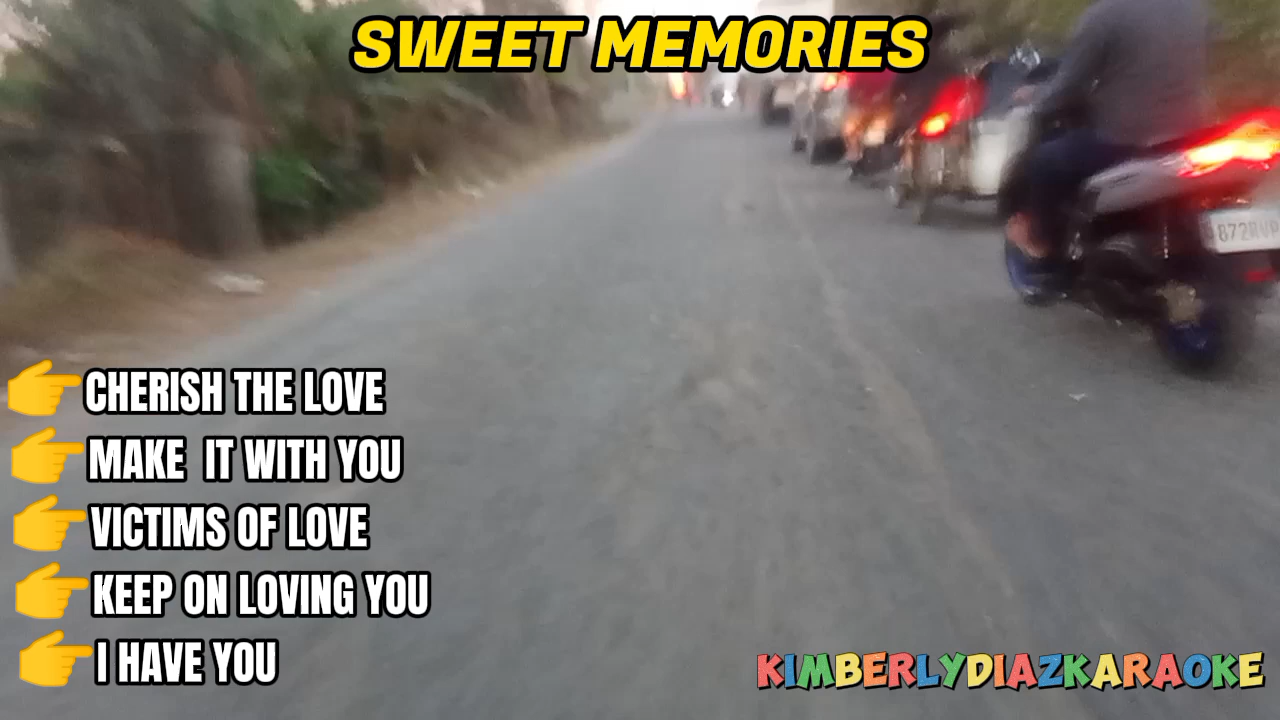 SWEET MEMORIES
872RVP
CHERISH THE LOVE
MAKE  IT WITH YOU
VICTIMS OF LOVE
KEEP ON LOVING YOU
I HAVE YOU
KIMBERLYDIAZKARAOKE